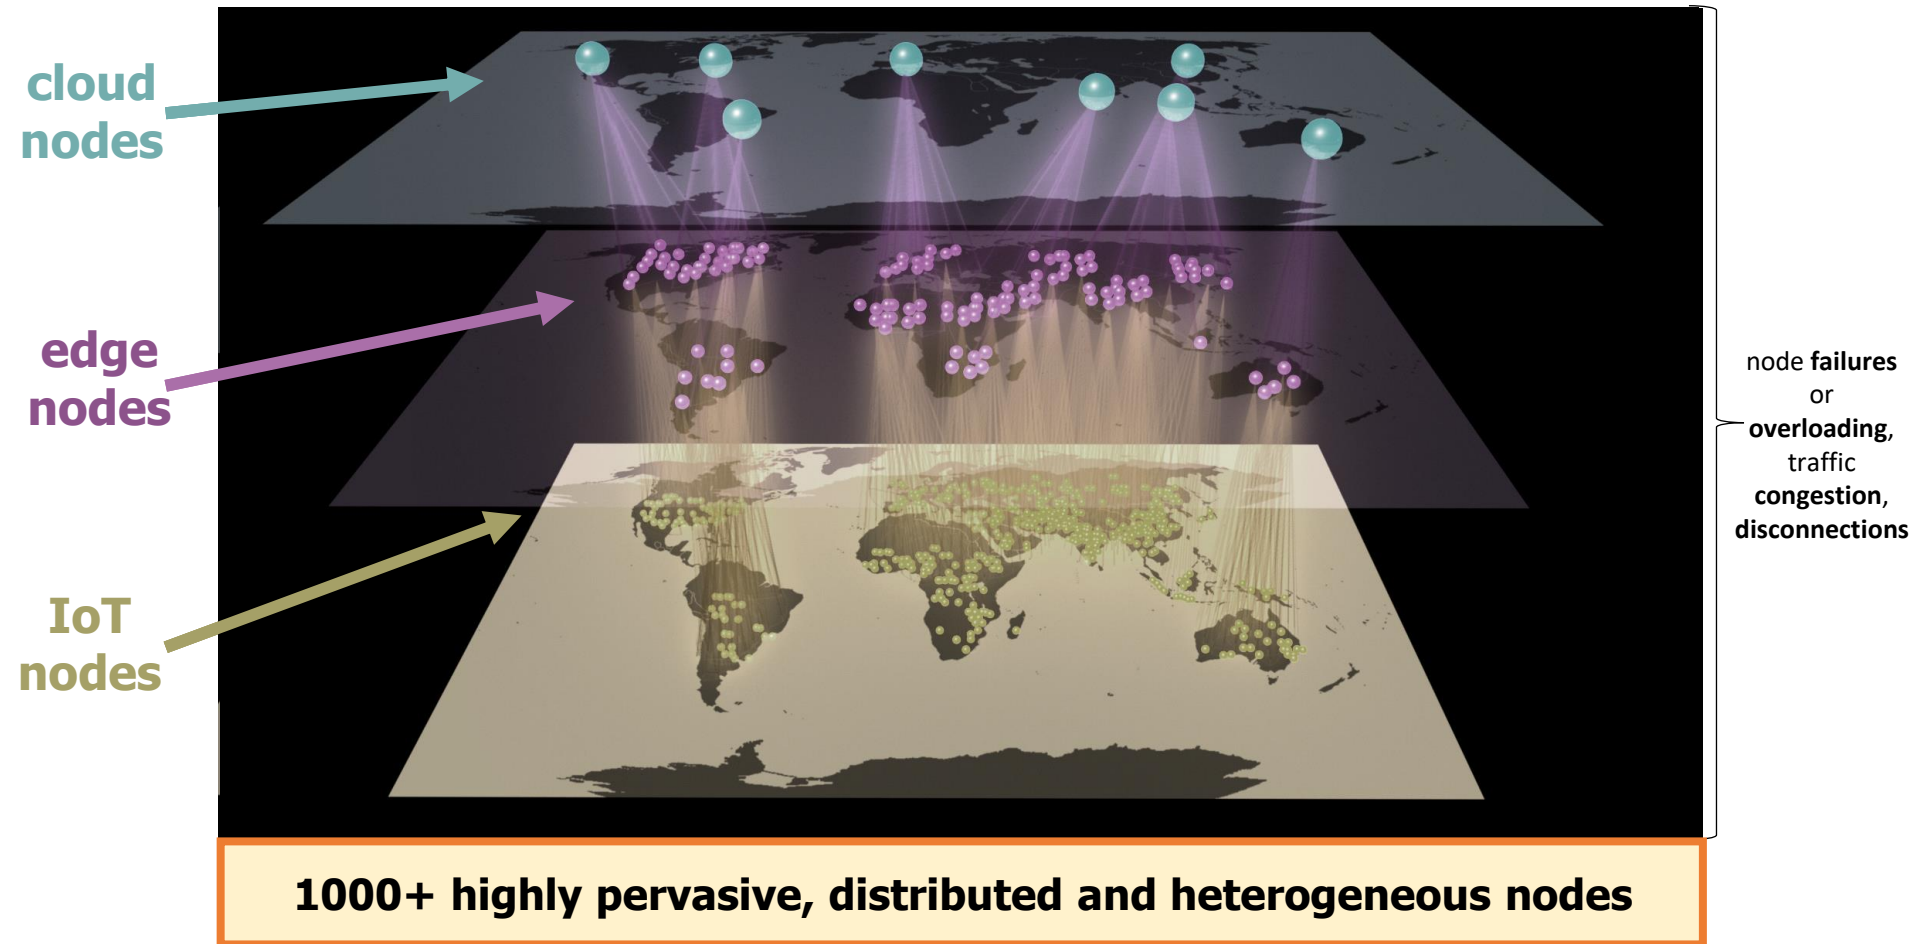 cloud
nodes
edge
nodes
IoT
nodes
node failures
or
overloading,
traffic
congestion,
disconnections
1000+ highly pervasive, distributed and heterogeneous nodes